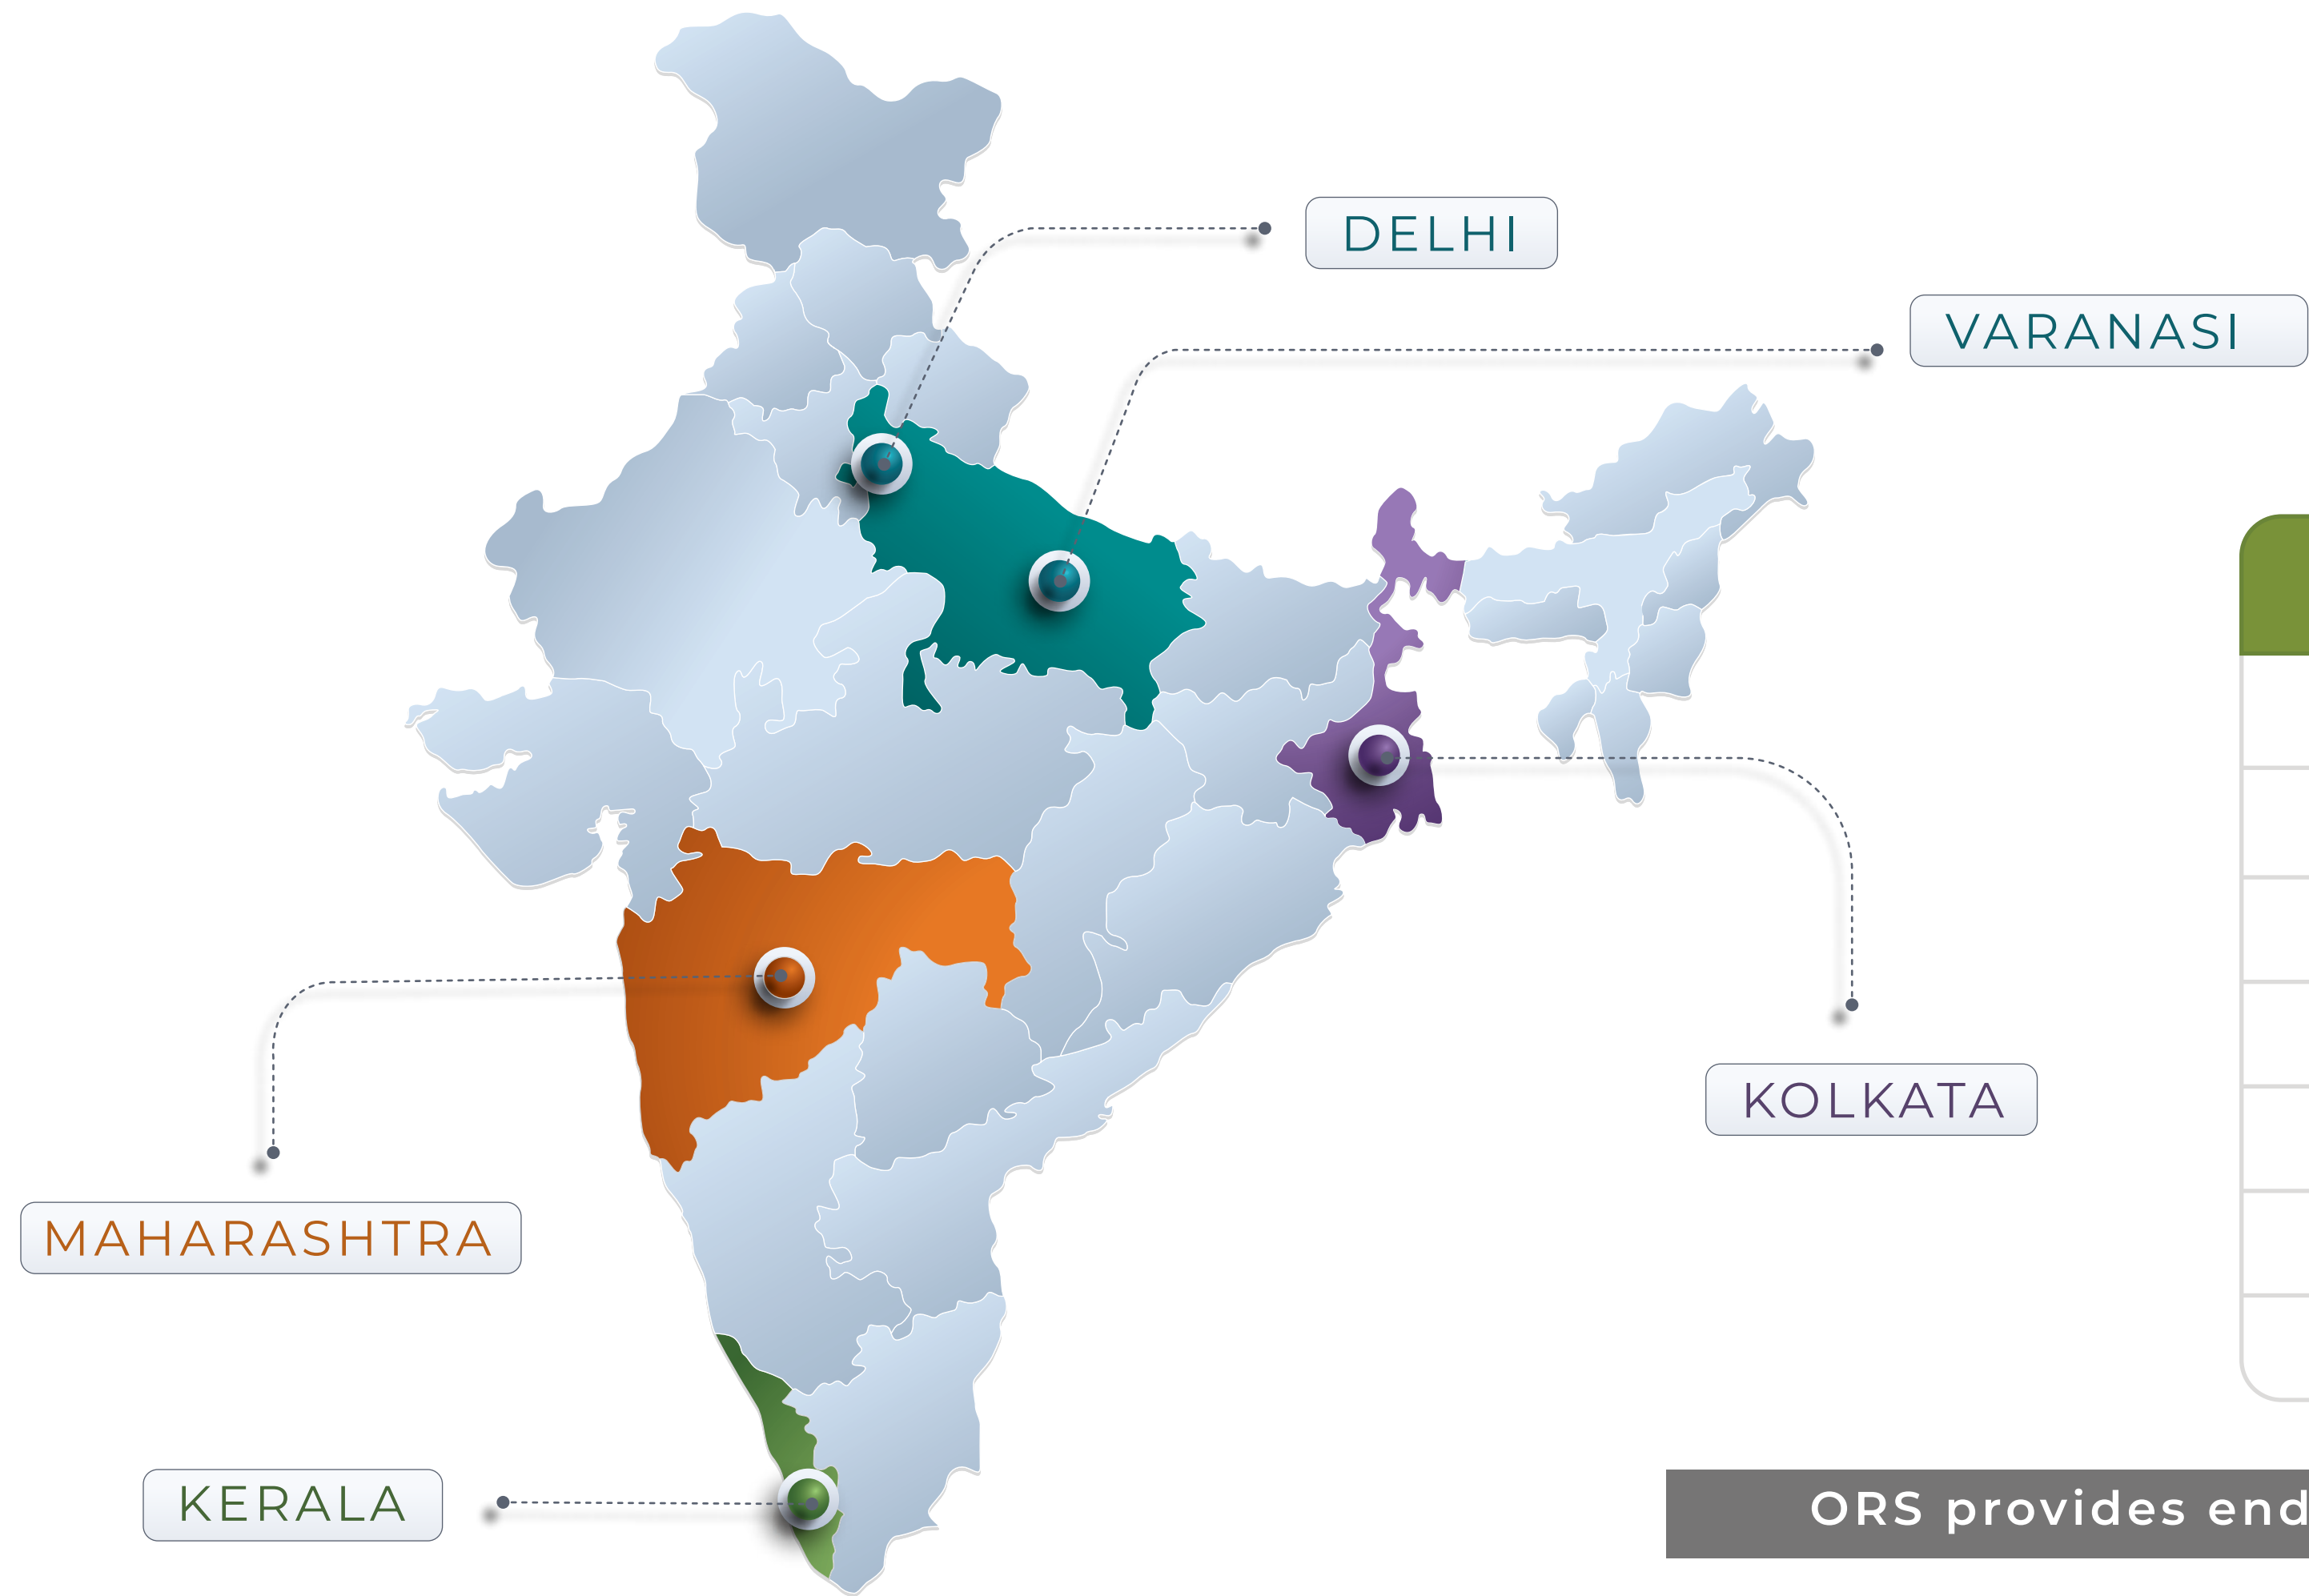 DELHI
VARANASI
KOLKATA
MAHARASHTRA
KERALA
ORS provides end